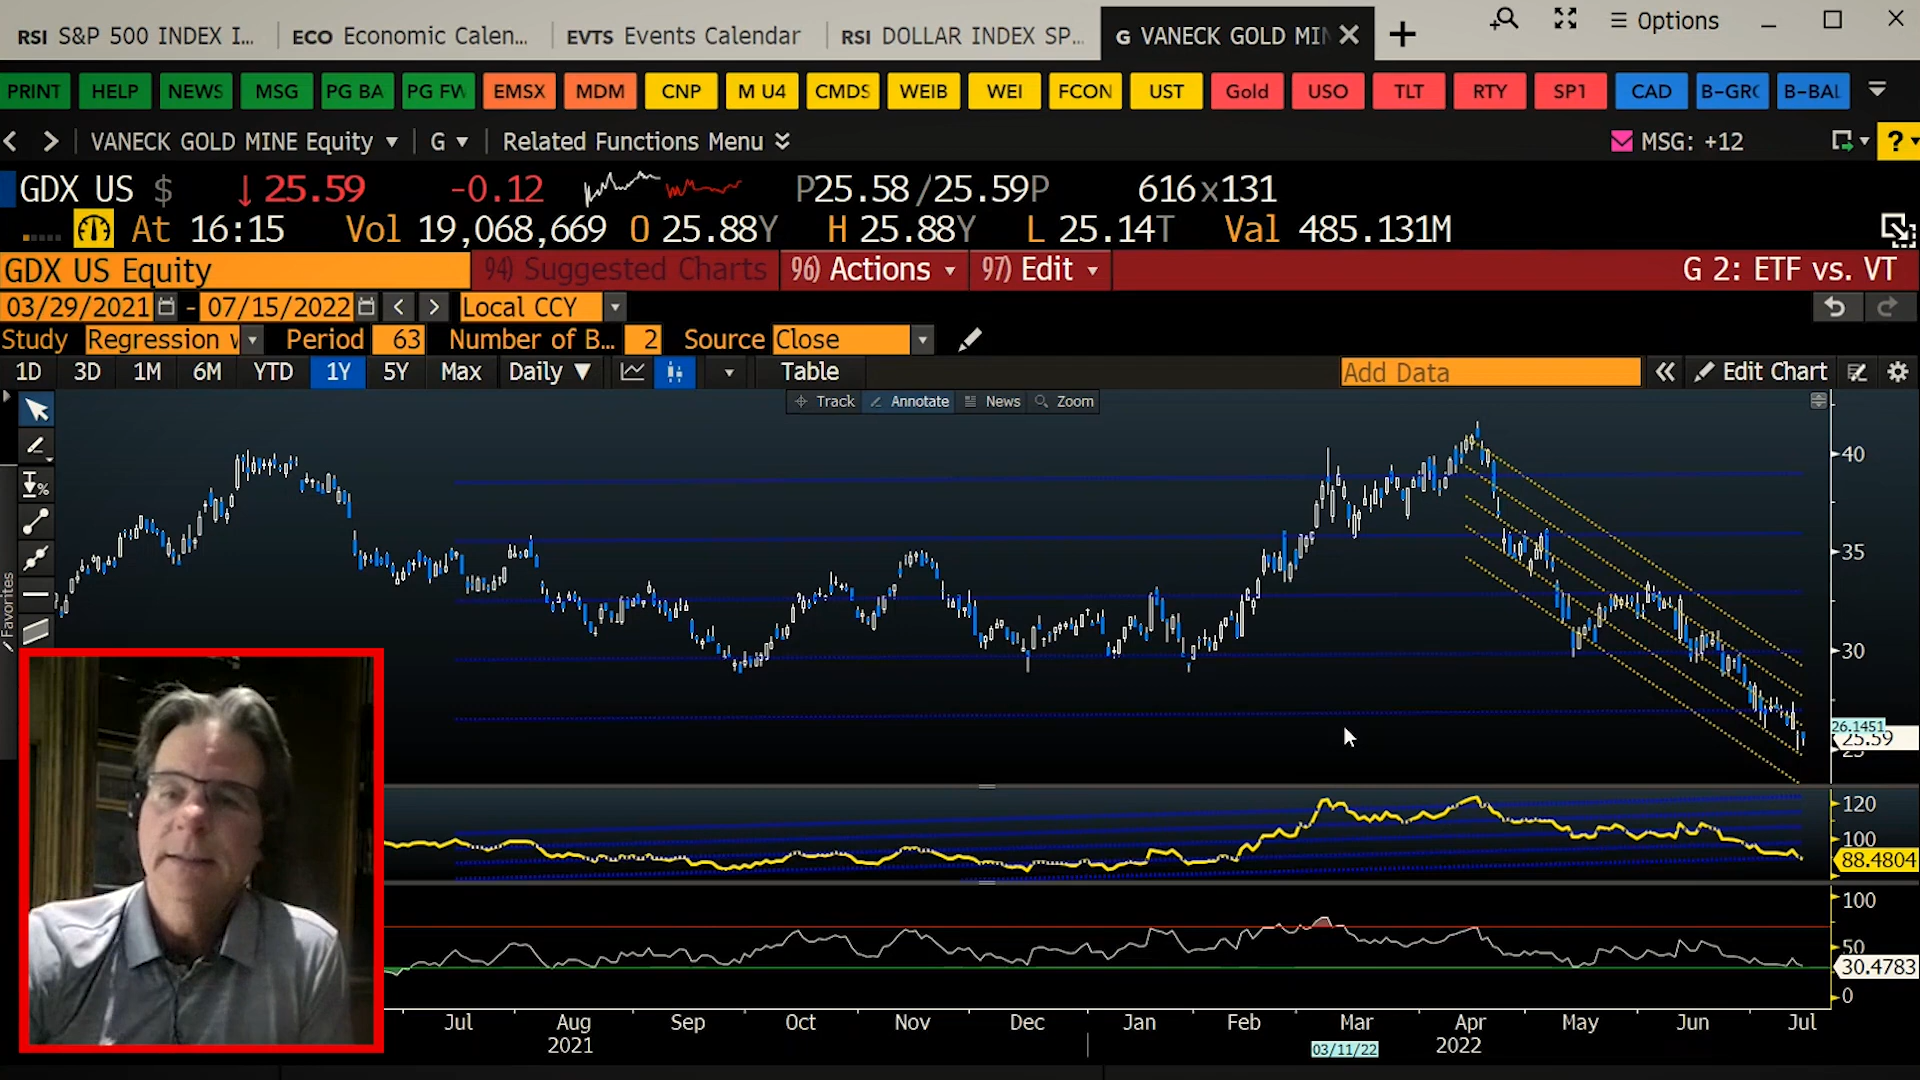 RSI S&P 500 INDEX I... ECO Economic Calen... EVTS Events Calendar RSI DOLLAR INDEX SP... G VANECK GOLD MIN Options
PRINT HELP NEWS MSG PG BA PG FW EMSX MDM CNP M U4 CMDS WEIB WEI FCON UST Gold USO TLT RTY SP1 CAD B-GRO B-BAL
VANECK GOLD MINE Equity G Related Functions Menu MSG: +12 ?
GDX US $ ↓25.59 -0.12 P25.58/25.59P 616x131
At 16:15 Vol 19,068,669 O 25.88Y H 25.88Y L 25.14T Val 485.131M
GDX US Equity 94) Suggested Charts 96) Actions 97) Edit G 2: ETF vs. VT
03/29/2021 - 07/15/2022 Local CCY
Study Regression Period 63 Number of B... 2 Source Close
1D 3D 1M 6M YTD 1Y 5Y Max Daily Table Add Data Edit Chart
Track Annotate News Zoom
Favorites
40
35
30
26.1451
25.59
25
120
100
88.4804
100
50
30.4783
0
Jul Aug Sep Oct Nov Dec Jan Feb Mar Apr May Jun Jul
2021 03/11/22 2022